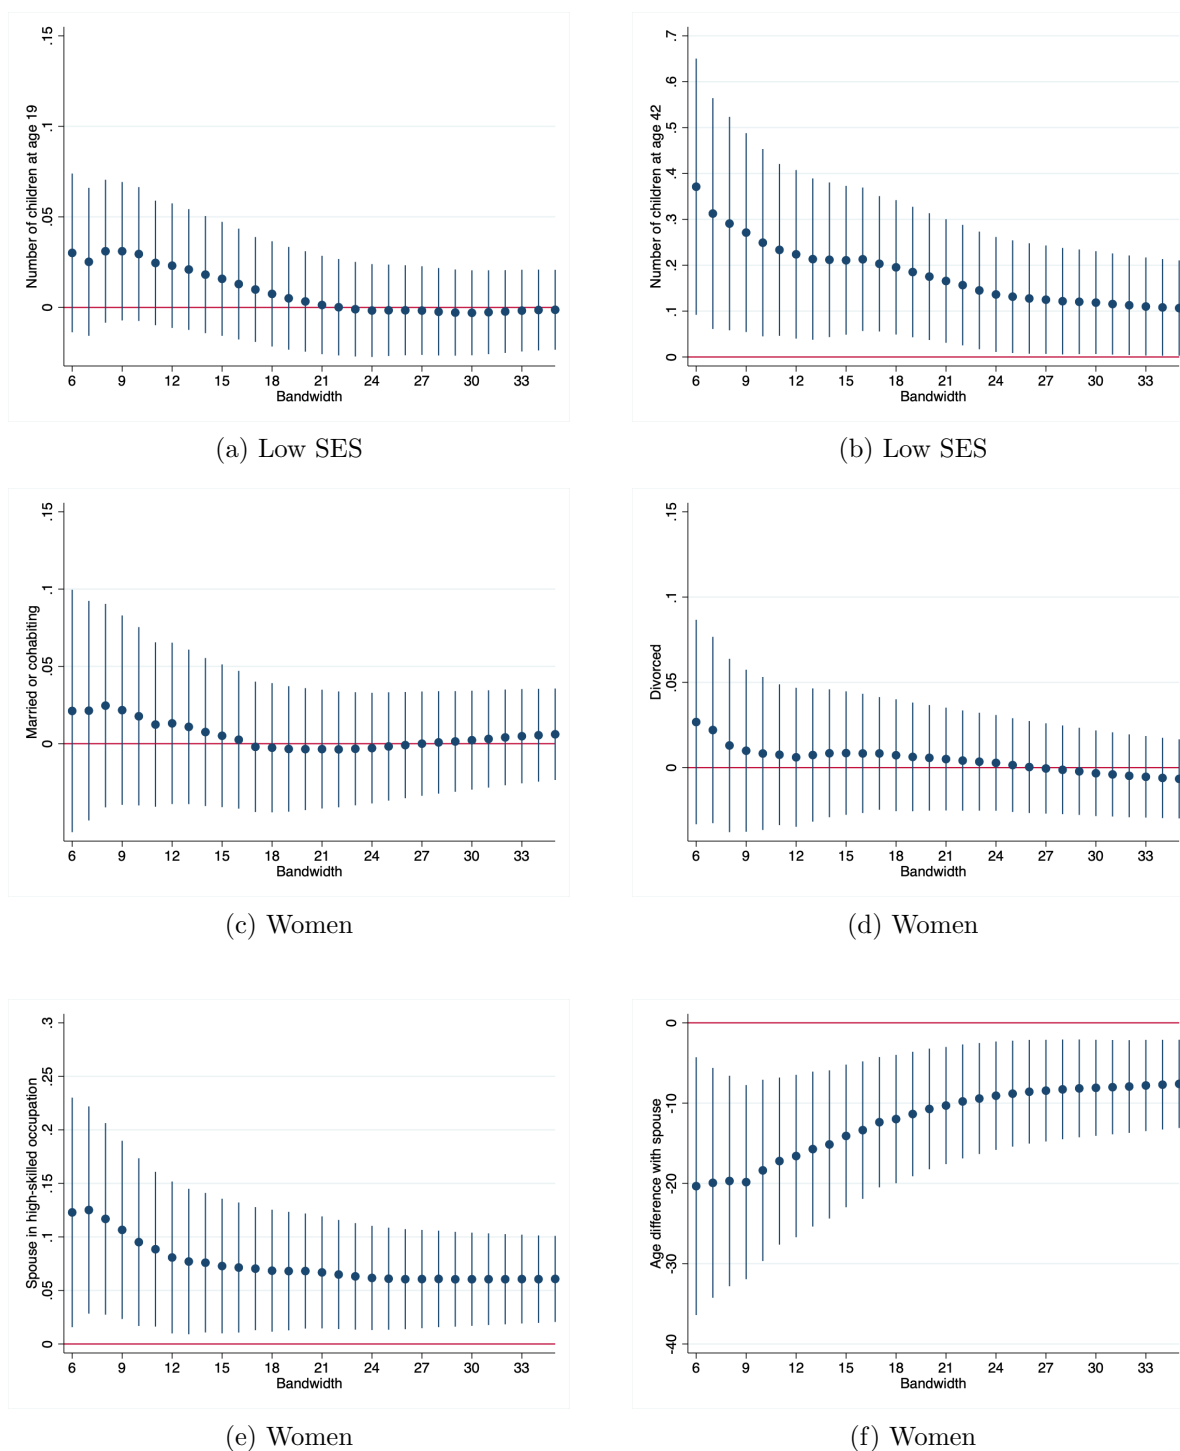 .15
.1
.05
0
Number of children at age 19
6 9 12 15 18 21 24 27 30 33
Bandwidth
(a) Low SES
.7
.6
.5
.4
.3
.2
.1
0
Number of children at age 42
6 9 12 15 18 21 24 27 30 33
Bandwidth
(b) Low SES
.15
.1
.05
0
Married or cohabiting
6 9 12 15 18 21 24 27 30 33
Bandwidth
(c) Women
.15
.1
.05
0
Divorced
6 9 12 15 18 21 24 27 30 33
Bandwidth
(d) Women
.3
.25
.2
.15
.1
.05
0
Spouse in high-skilled occupation
6 9 12 15 18 21 24 27 30 33
Bandwidth
(e) Women
0
-10
-20
-30
-40
Age difference with spouse
6 9 12 15 18 21 24 27 30 33
Bandwidth
(f) Women